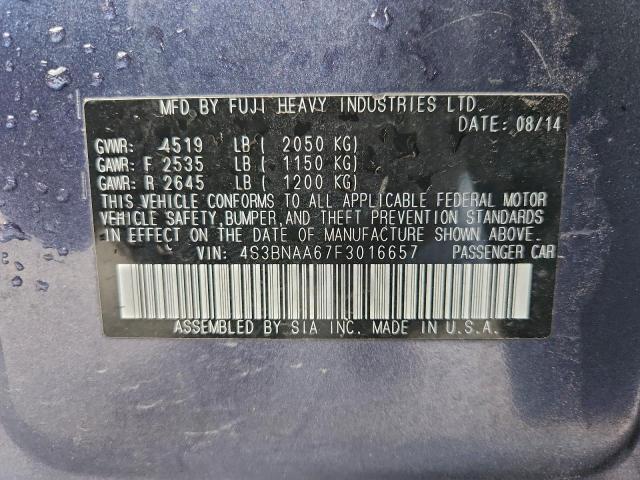 MFD BY FUJI HEAVY INDUSTRIES LTD.
DATE: 08/14
GVWR: 4519 LB ( 2050 KG)
GAWR: F 2535 LB ( 1150 KG)
GAWR: R 2645 LB ( 1200 KG)
THIS VEHICLE CONFORMS TO ALL APPLICABLE FEDERAL MOTOR
VEHICLE SAFETY, BUMPER, AND THEFT PREVENTION STANDARDS
IN EFFECT ON THE DATE OF MANUFACTURE SHOWN ABOVE.
VIN: 4S3BNAA67F3016657 PASSENGER CAR
ASSEMBLED BY SIA INC. MADE IN U.S.A.